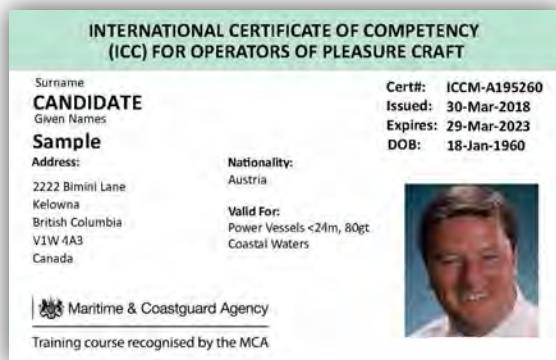 INTERNATIONAL CERTIFICATE OF COMPETENCY
(ICC) FOR OPERATORS OF PLEASURE CRAFT
Surname
CANDIDATE
Given Names
Sample
Address:
2222 Bimini Lane
Kelowna
British Columbia
V1W 4A3
Canada
Nationality:
Austria
Valid For:
Power Vessels <24m, 80gt
Coastal Waters
Cert#: ICCM-A195260
Issued: 30-Mar-2018
Expires: 29-Mar-2023
DOB: 18-Jan-1960
Maritime & Coastguard Agency
Training course recognised by the MCA